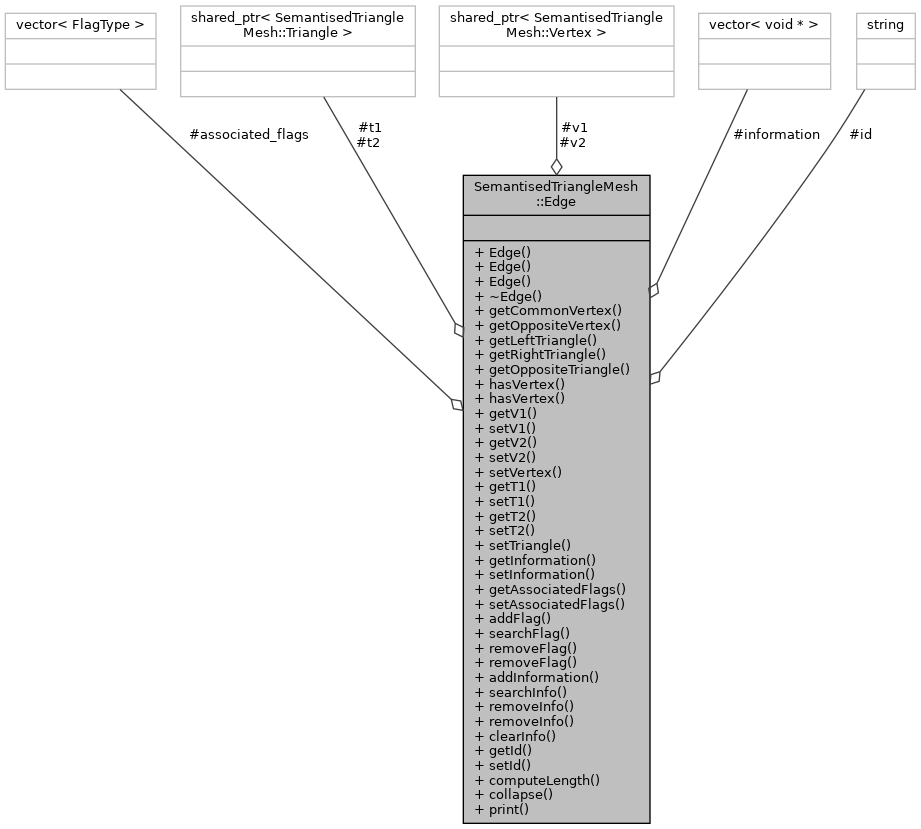 vector< FlagType >
shared_ptr< SemantisedTriangle
Mesh::Triangle >
shared_ptr< SemantisedTriangle
Mesh::Vertex >
vector< void * >
string
#associated_flags
#t1
#t2
#v1
#v2
#information
#id
SemantisedTriangleMesh
::Edge
+ Edge()
+ Edge()
+ Edge()
+ ~Edge()
+ getCommonVertex()
+ getOppositeVertex()
+ getLeftTriangle()
+ getRightTriangle()
+ getOppositeTriangle()
+ hasVertex()
+ hasVertex()
+ getV1()
+ setV1()
+ getV2()
+ setV2()
+ setVertex()
+ getT1()
+ setT1()
+ getT2()
+ setT2()
+ setTriangle()
+ getInformation()
+ setInformation()
+ getAssociatedFlags()
+ setAssociatedFlags()
+ addFlag()
+ searchFlag()
+ removeFlag()
+ removeFlag()
+ addInformation()
+ searchInfo()
+ removeInfo()
+ removeInfo()
+ clearInfo()
+ getId()
+ setId()
+ computeLength()
+ collapse()
+ print()